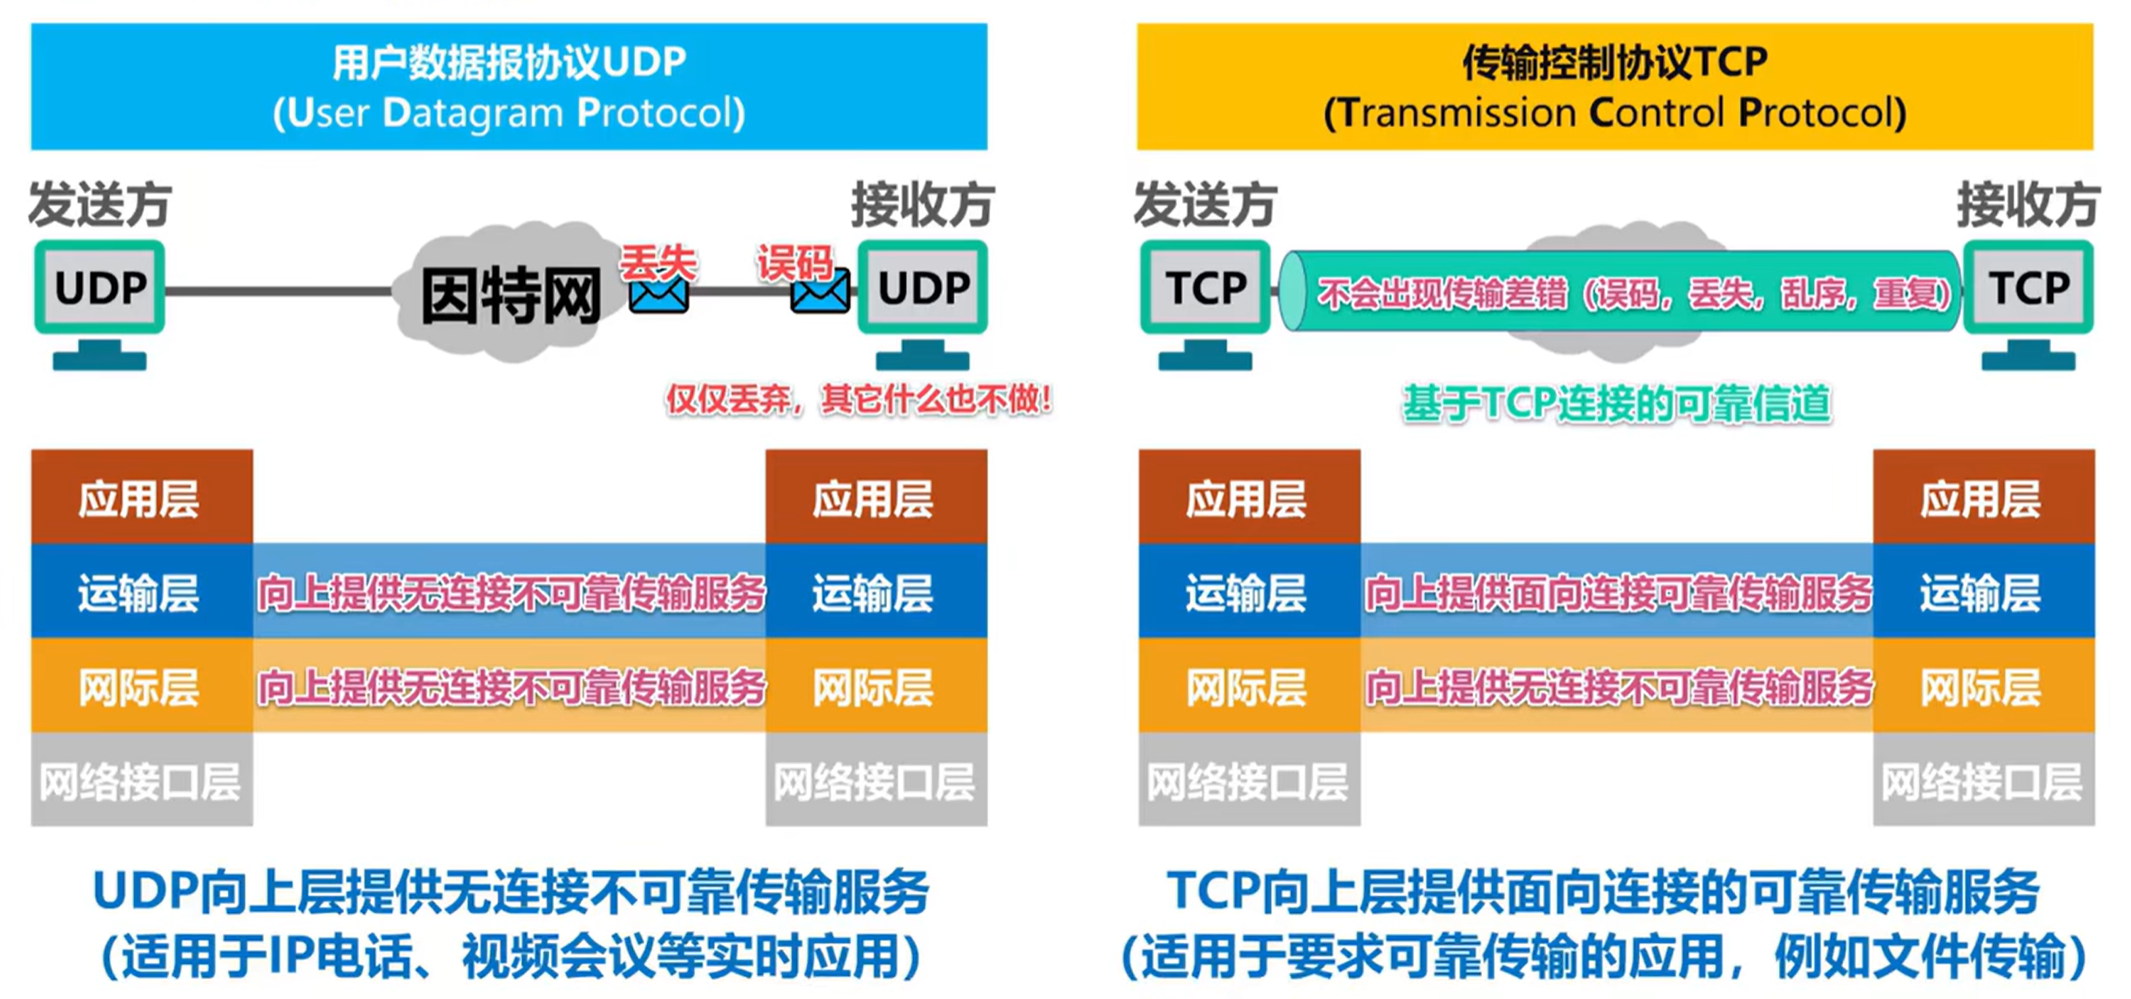 用户数据报协议UDP
(User Datagram Protocol)
发送方
接收方
UDP
因特网
丢失
误码
UDP
仅仅丢弃，其它什么也不做！
应用层
应用层
运输层
向上提供无连接不可靠传输服务
运输层
网际层
向上提供无连接不可靠传输服务
网际层
网络接口层
网络接口层
UDP向上层提供无连接不可靠传输服务
（适用于IP电话、视频会议等实时应用）
传输控制协议TCP
(Transmission Control Protocol)
发送方
接收方
TCP
不会出现传输差错（误码，丢失，乱序，重复）
TCP
基于TCP连接的可靠信道
应用层
应用层
运输层
向上提供面向连接可靠传输服务
运输层
网际层
向上提供无连接不可靠传输服务
网际层
网络接口层
网络接口层
TCP向上层提供面向连接的可靠传输服务
（适用于要求可靠传输的应用，例如文件传输）